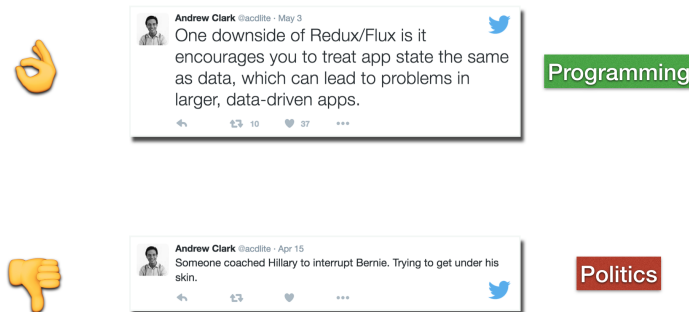 Andrew Clark @acdlite · May 3
One downside of Redux/Flux is it
encourages you to treat app state the same
as data, which can lead to problems in
larger, data-driven apps.
10 37
Programming
Andrew Clark @acdlite · Apr 15
Someone coached Hillary to interrupt Bernie. Trying to get under his
skin.
Politics